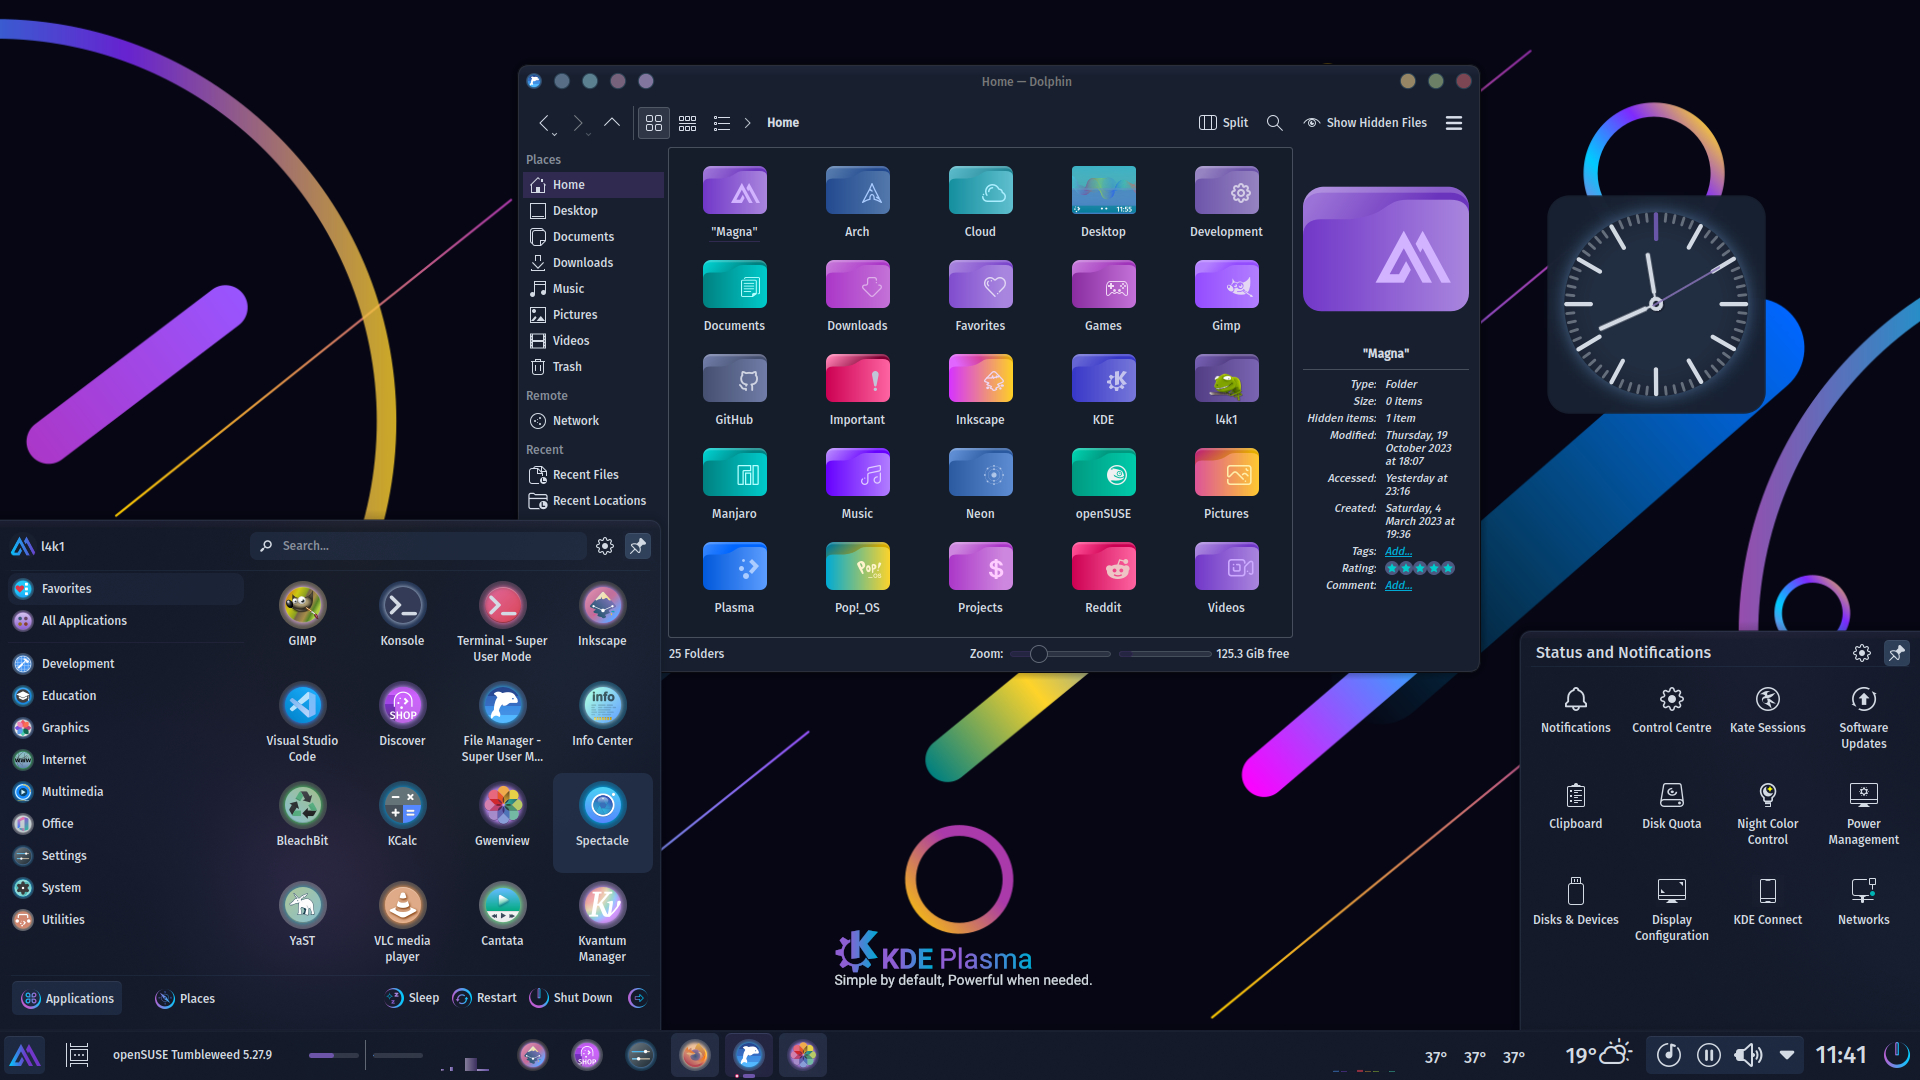 Home — Dolphin
Home
Split
Show Hidden Files
Places
Home
Desktop
Documents
Downloads
Music
Pictures
Videos
Trash
Remote
Network
Recent
Recent Files
Recent Locations
11:55
"Magna"
Arch
Cloud
Desktop
Development
Documents
Downloads
Favorites
Games
Gimp
GitHub
Important
Inkscape
KDE
l4k1
Manjaro
Music
Neon
openSUSE
Pictures
Pop!_OS
Plasma
Pop!_OS
Projects
Reddit
Videos
25 Folders
Zoom:
125.3 GiB free
"Magna"
Type: Folder
Size: 0 items
Hidden items: 1 item
Modified: Thursday, 19
October 2023
at 18:07
Accessed: Yesterday at
23:16
Created: Saturday, 4
March 2023 at
19:36
Tags: Add...
Rating:
Comment: Add...
l4k1
Search...
Favorites
All Applications
Development
Education
Graphics
Internet
Multimedia
Office
Settings
System
Utilities
GIMP
Konsole
Terminal - Super
User Mode
Inkscape
SHOP
info
Visual Studio
Code
Discover
File Manager -
Super User M...
Info Center
BleachBit
KCalc
Gwenview
Spectacle
Kv
YaST
VLC media
player
Cantata
Kvantum
Manager
Applications
Places
Sleep
Restart
Shut Down
KDE Plasma
Simple by default, Powerful when needed.
Status and Notifications
Notifications
Control Centre
Kate Sessions
Software
Updates
Clipboard
Disk Quota
Night Color
Control
Power
Management
Disks & Devices
Display
Configuration
KDE Connect
Networks
openSUSE Tumbleweed 5.27.9
SHOP
37° 37° 37°
19°
11:41